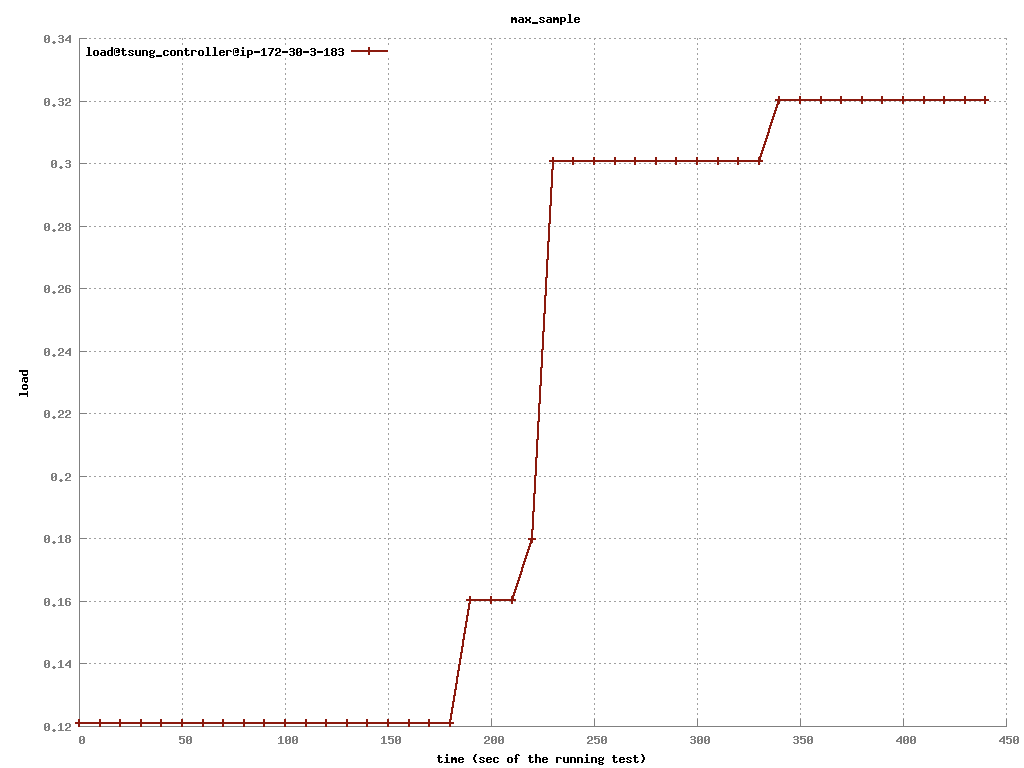 max_sample
load@tsung_controller@ip-172-30-3-183
0.34
0.32
0.3
0.28
0.26
0.24
0.22
0.2
0.18
0.16
0.14
0.12
load
0 50 100 150 200 250 300 350 400 450
time (sec of the running test)